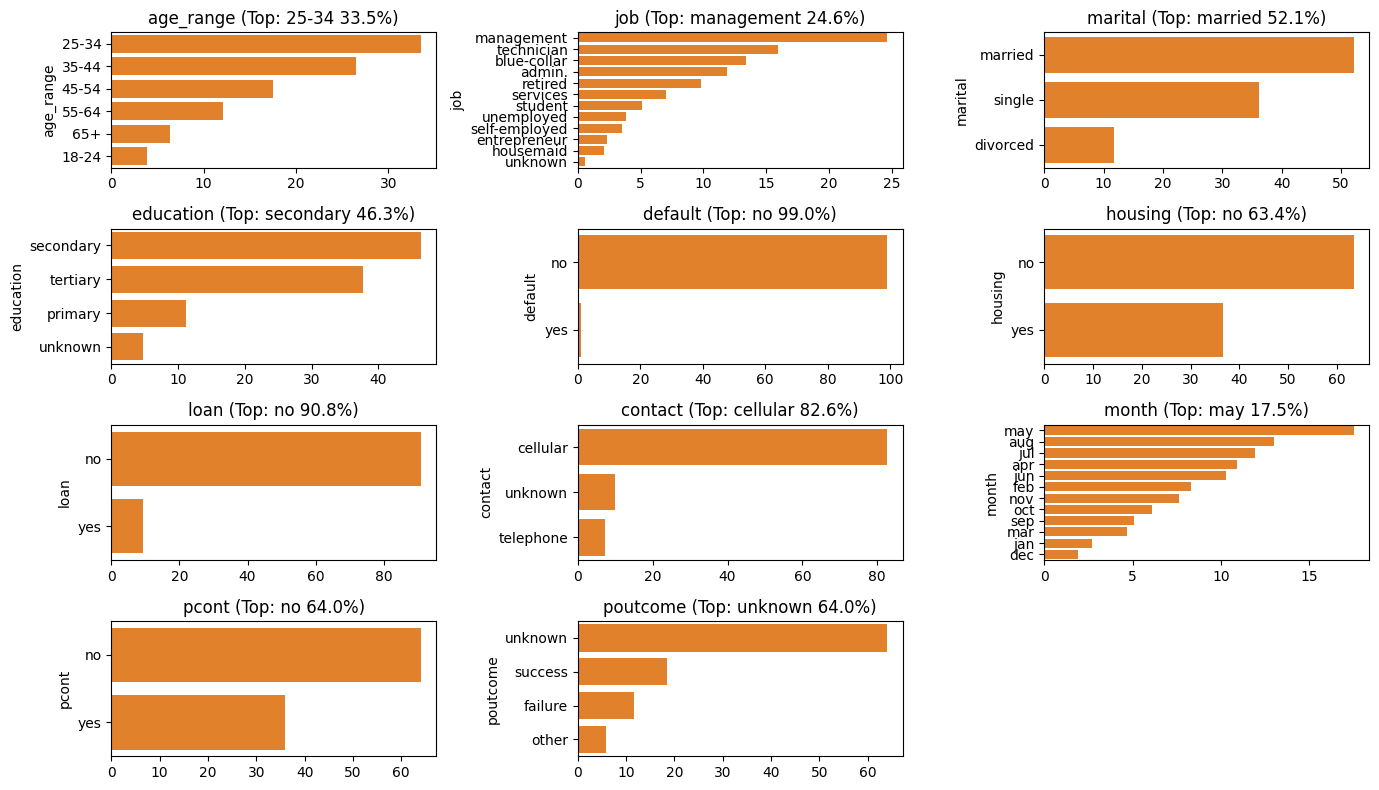 age_range (Top: 25-34 33.5%)
age_range
25-34
35-44
45-54
55-64
65+
18-24
0 10 20 30
job (Top: management 24.6%)
job
management
technician
blue-collar
admin.
retired
services
student
unemployed
self-employed
entrepreneur
housemaid
unknown
0 5 10 15 20 25
marital (Top: married 52.1%)
marital
married
single
divorced
0 10 20 30 40 50
education (Top: secondary 46.3%)
education
secondary
tertiary
primary
unknown
0 10 20 30 40
default (Top: no 99.0%)
default
no
yes
0 20 40 60 80 100
housing (Top: no 63.4%)
housing
no
yes
0 10 20 30 40 50 60
loan (Top: no 90.8%)
loan
no
yes
0 20 40 60 80
contact (Top: cellular 82.6%)
contact
cellular
unknown
telephone
0 20 40 60 80
month (Top: may 17.5%)
month
may
aug
jul
apr
jun
feb
nov
oct
sep
mar
jan
dec
0 5 10 15
pcont (Top: no 64.0%)
pcont
no
yes
0 10 20 30 40 50 60
poutcome (Top: unknown 64.0%)
poutcome
unknown
success
failure
other
0 10 20 30 40 50 60